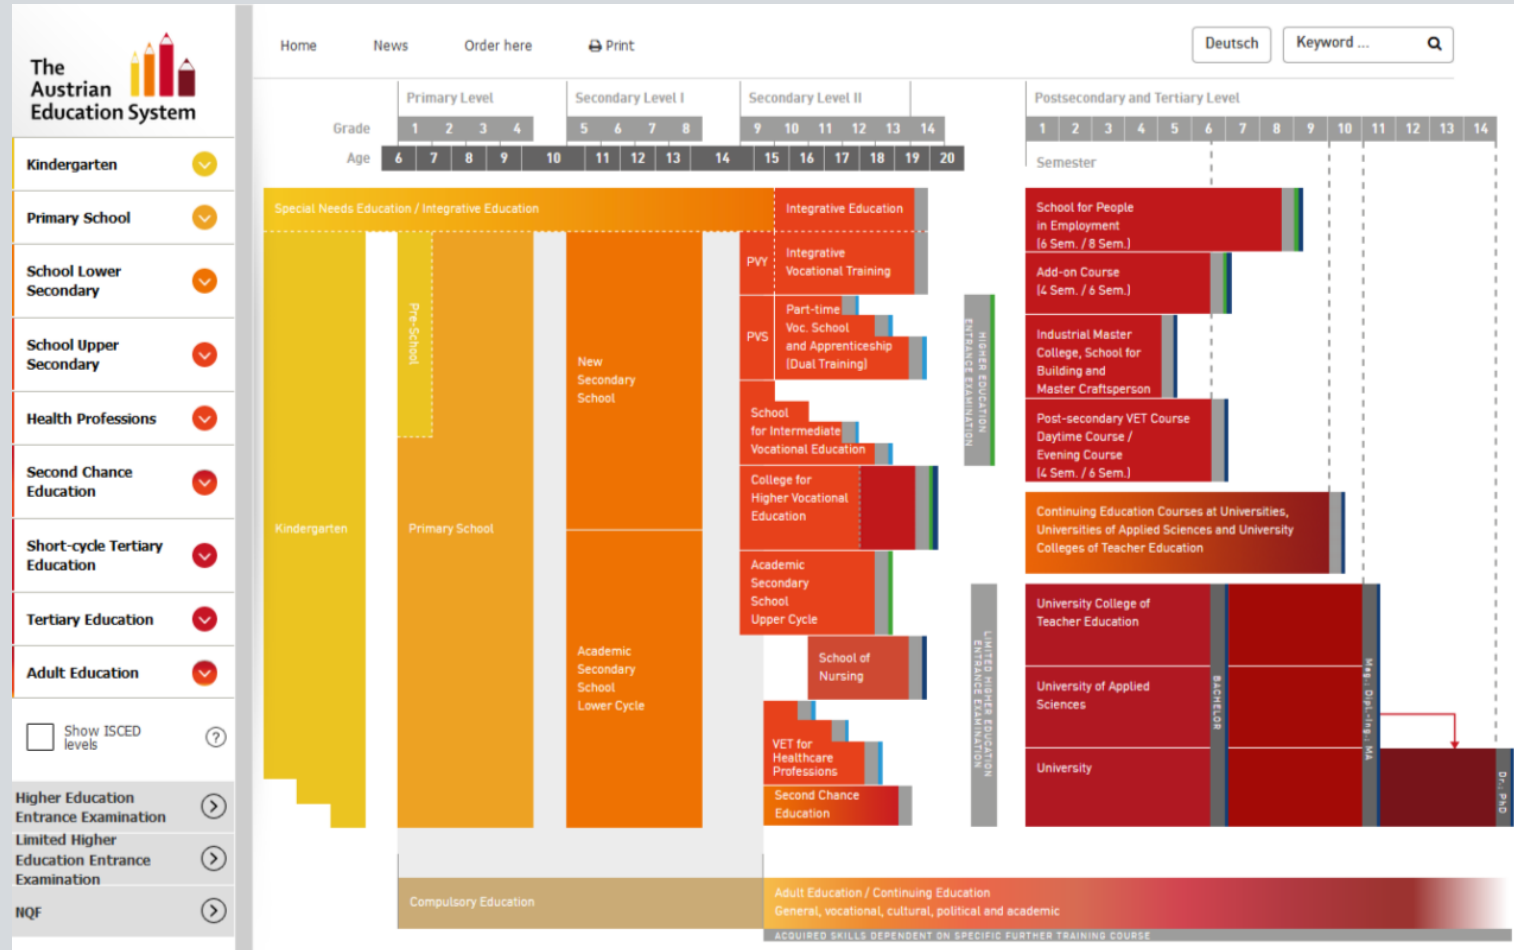 The
Austrian
Education System
Home
News
Order here
Print
Deutsch
Keyword ...
Kindergarten
Primary School
School Lower
Secondary
School Upper
Secondary
Health Professions
Second Chance
Education
Short-cycle Tertiary
Education
Tertiary Education
Adult Education
Show ISCED
levels
?
Higher Education
Entrance Examination
Limited Higher
Education Entrance
Examination
NQF
Primary Level
Secondary Level I
Secondary Level II
Postsecondary and Tertiary Level
Grade
1 2 3 4 5 6 7 8 9 10 11 12 13 14
1 2 3 4 5 6 7 8 9 10 11 12 13 14
Age
6 7 8 9 10 11 12 13 14 15 16 17 18 19 20
Semester
Special Needs Education / Integrative Education
Integrative Education
Kindergarten
Pre-School
Primary School
New
Secondary
School
Academic
Secondary
School
Lower Cycle
PVY
Integrative
Vocational Training
PVS
Part-time
Voc. School
and Apprenticeship
(Dual Training)
School
for Intermediate
Vocational Education
College for
Higher Vocational
Education
Academic
Secondary
School
Upper Cycle
School of
Nursing
VET for
Healthcare
Professions
Second Chance
Education
HIGHER EDUCATION
ENTRANCE EXAMINATION
LIMITED HIGHER EDUCATION
ENTRANCE EXAMINATION
School for People
in Employment
(6 Sem. / 8 Sem.)
Add-on Course
(4 Sem. / 6 Sem.)
Industrial Master
College, School for
Building and
Master Craftsperson
Post-secondary VET Course
Daytime Course /
Evening Course
(4 Sem. / 6 Sem.)
Continuing Education Courses at Universities,
Universities of Applied Sciences and University
Colleges of Teacher Education
University College of
Teacher Education
University of Applied
Sciences
University
BACHELOR
Mag.; Dipl.-Ing.; MA
Dr.; PhD
Compulsory Education
Adult Education / Continuing Education
General, vocational, cultural, political and academic
ACQUIRED SKILLS DEPENDENT ON SPECIFIC FURTHER TRAINING COURSE